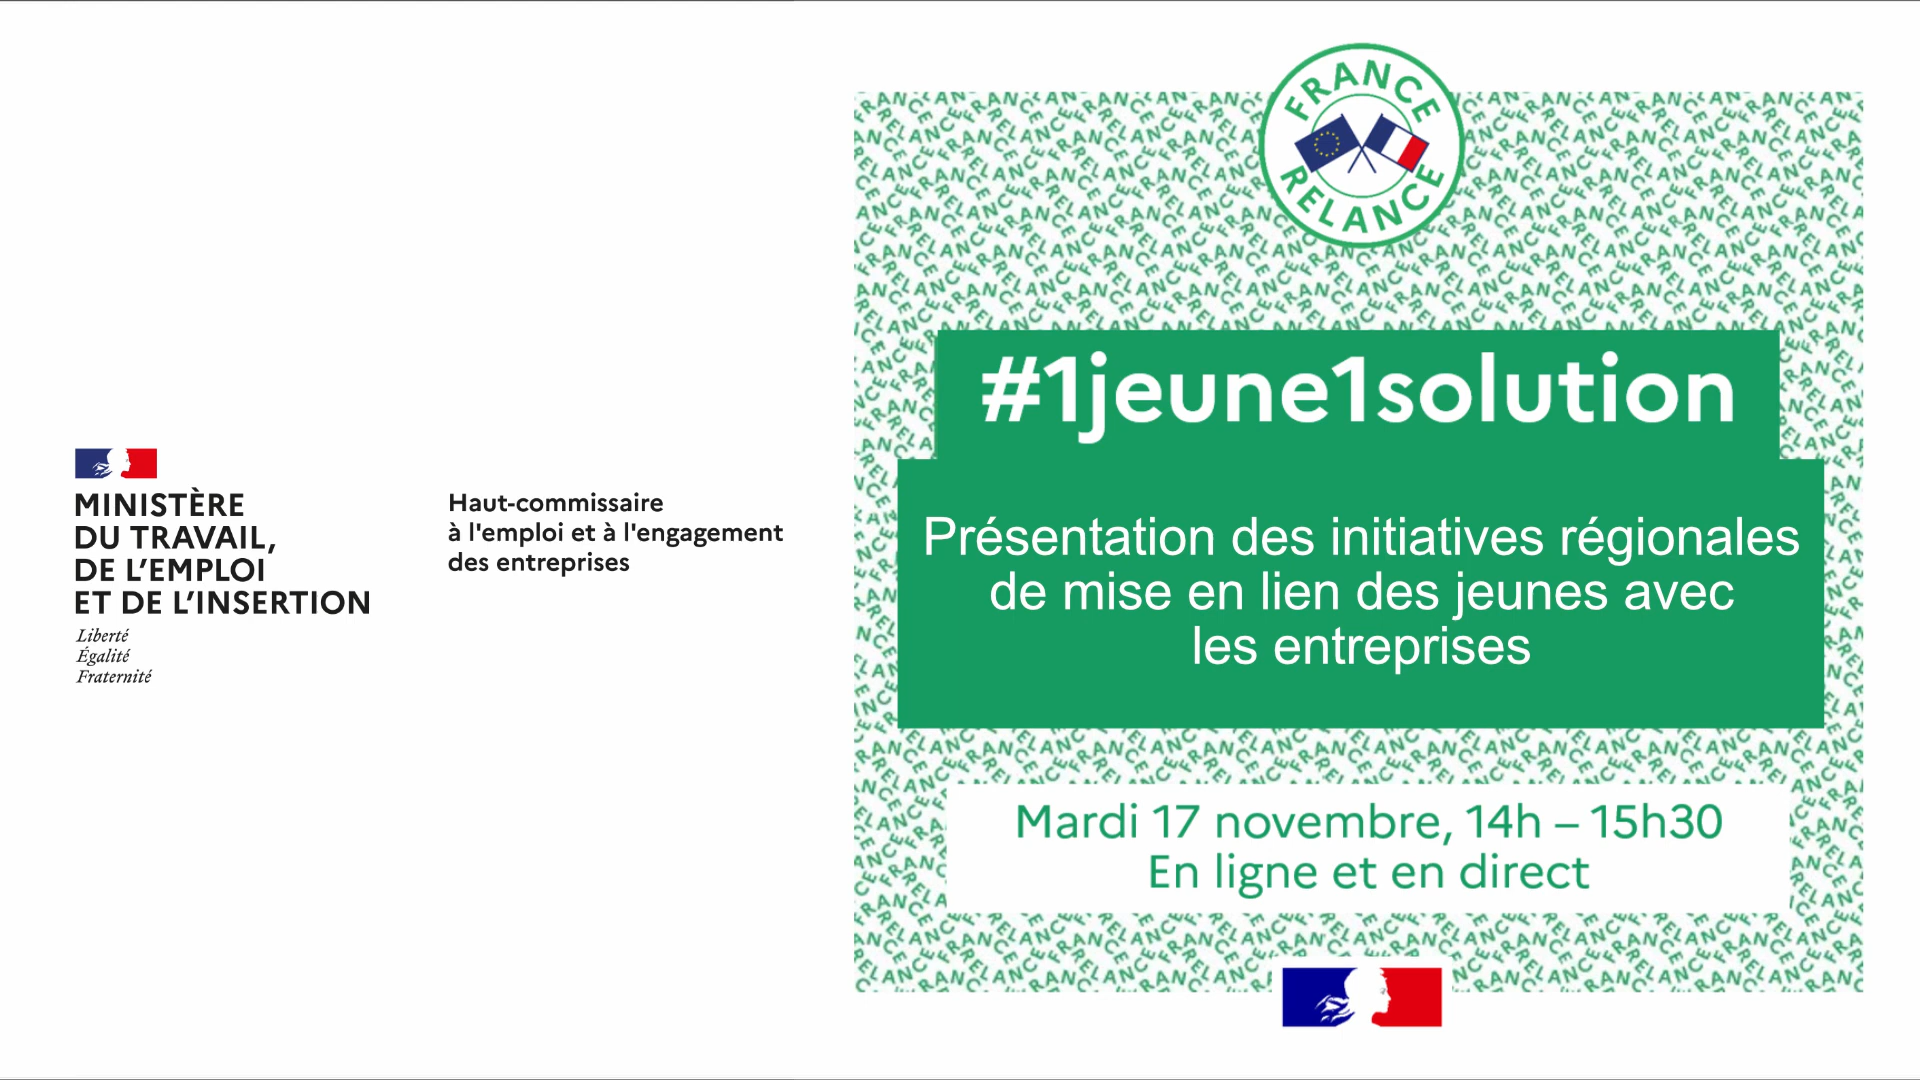 MINISTÈRE
DU TRAVAIL,
DE L'EMPLOI
ET DE L'INSERTION
Liberté
Égalité
Fraternité
Haut-commissaire
à l'emploi et à l'engagement
des entreprises
FRANCE
RELANCE
#1jeune1solution
Présentation des initiatives régionales
de mise en lien des jeunes avec
les entreprises
Mardi 17 novembre, 14h – 15h30
En ligne et en direct